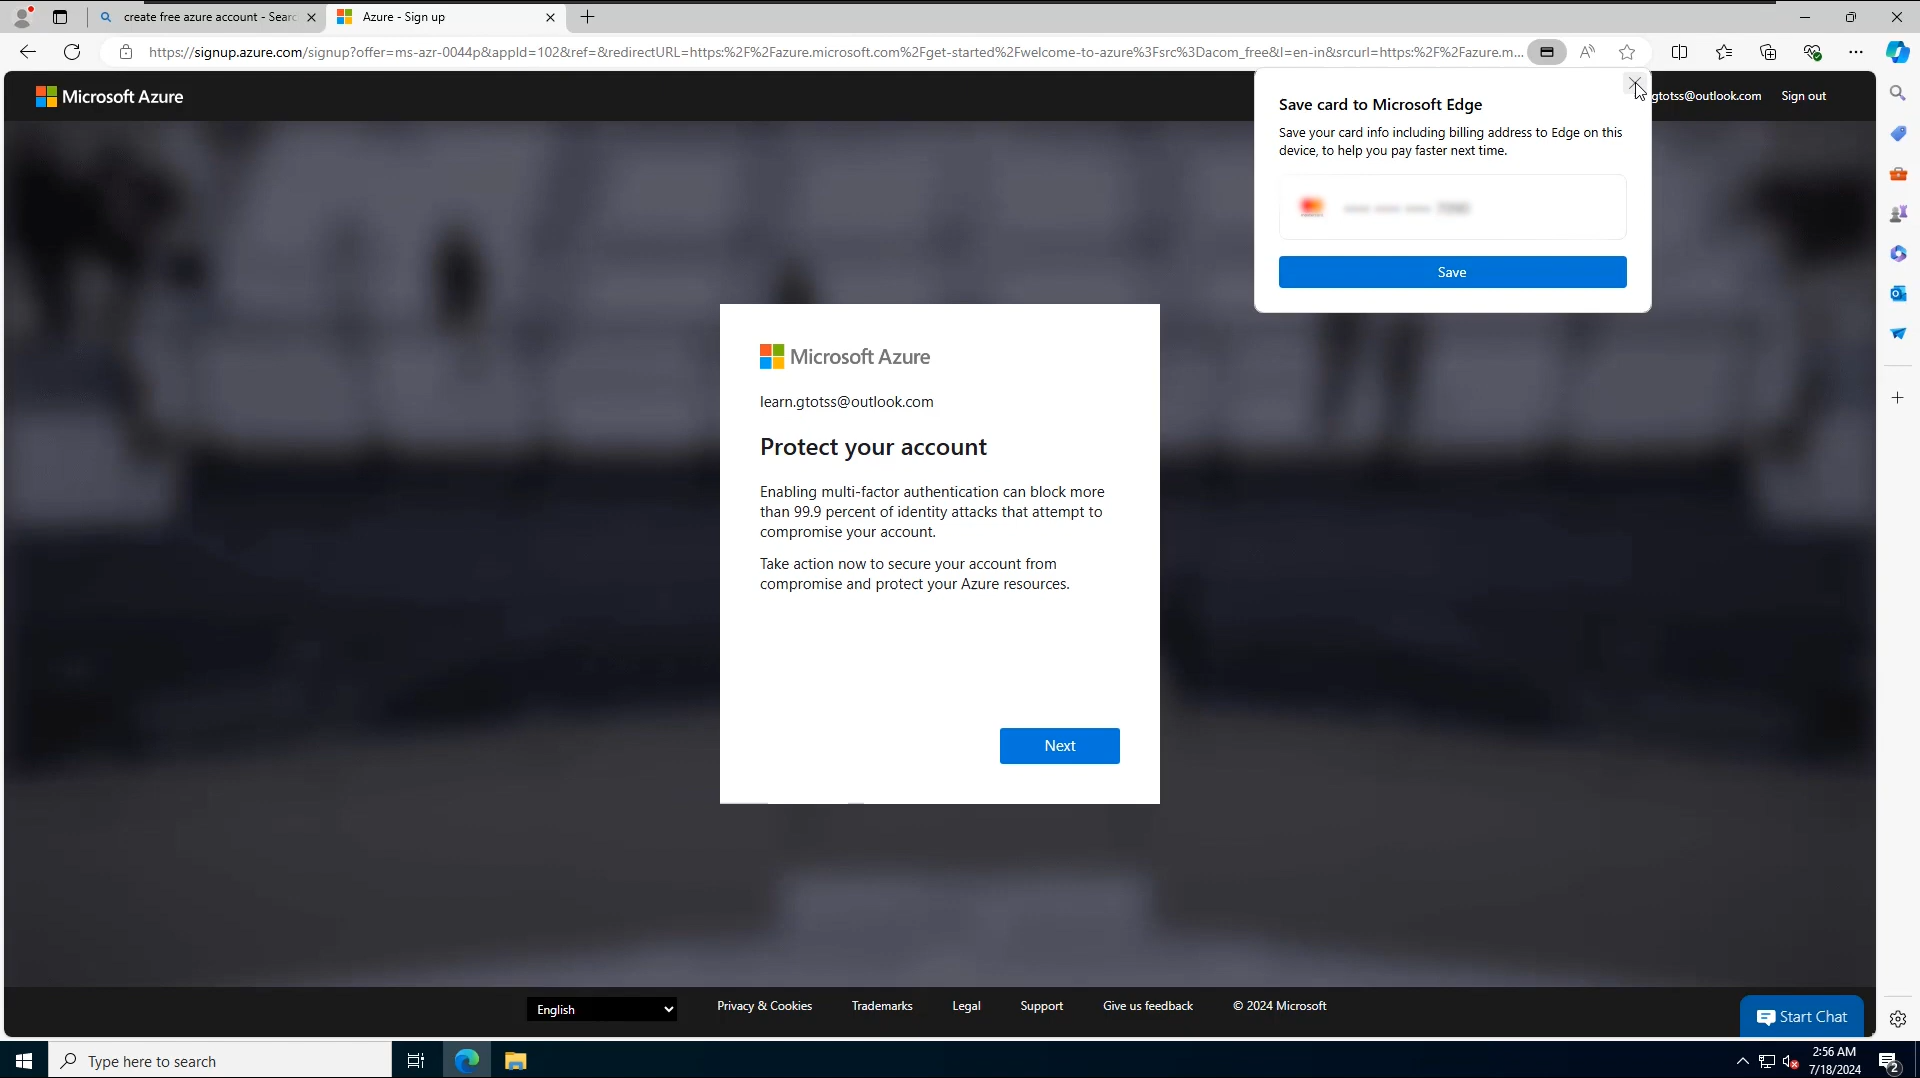 create free azure account - Searc
Azure - Sign up
https://signup.azure.com/signup?offer=ms-azr-0044p&appId=102&ref=&redirectURL=https:%2F%2Fazure.microsoft.com%2Fget-started%2Fwelcome-to-azure%3Fsrc%3Dacom_free&l=en-in&srcurl=https:%2F%2Fazure.m...
Microsoft Azure
gtotss@outlook.com
Sign out
Save card to Microsoft Edge
Save your card info including billing address to Edge on this
device, to help you pay faster next time.
Save
Microsoft Azure
learn.gtotss@outlook.com
Protect your account
Enabling multi-factor authentication can block more
than 99.9 percent of identity attacks that attempt to
compromise your account.
Take action now to secure your account from
compromise and protect your Azure resources.
Next
English
Privacy & Cookies
Trademarks
Legal
Support
Give us feedback
© 2024 Microsoft
Start Chat
Type here to search
2:56 AM
7/18/2024
2